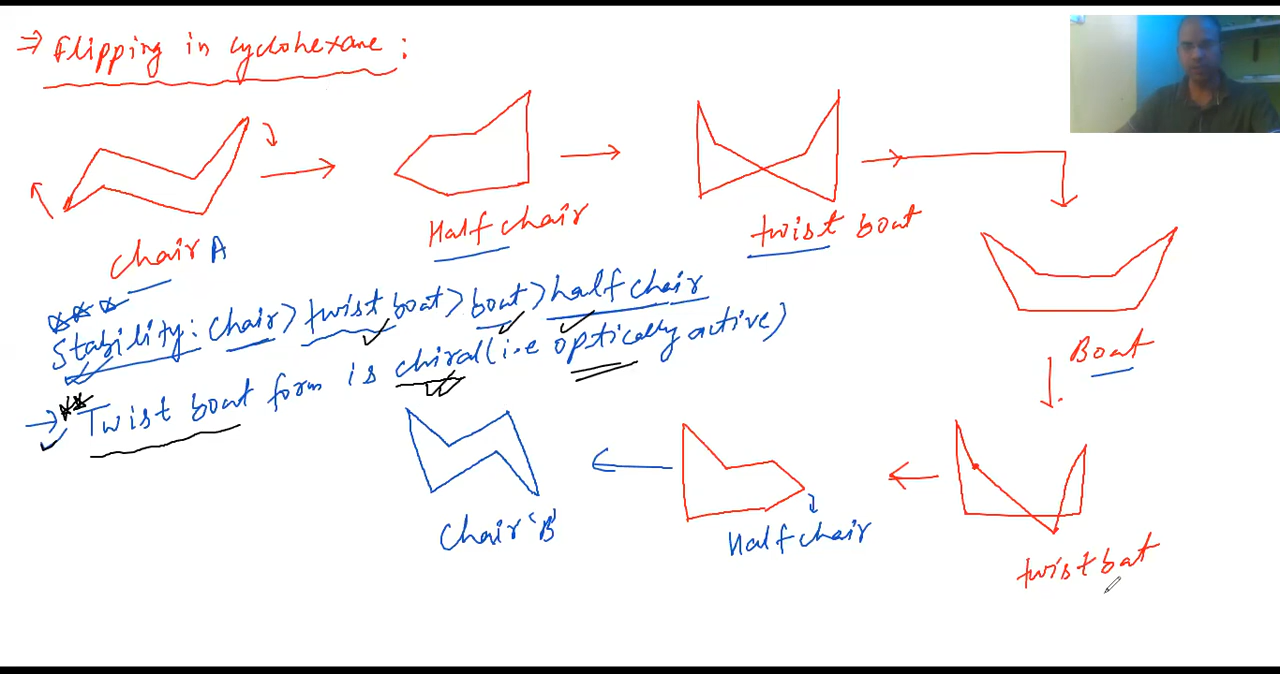 ⇒ Flipping in cyclohexane :
chair A
Half chair
twist boat
Boat
Stability: chair > twist boat > boat > half chair
→ Twist boat form is chiral (i.e optically active)
twist bat
Half chair
Chair 'B'